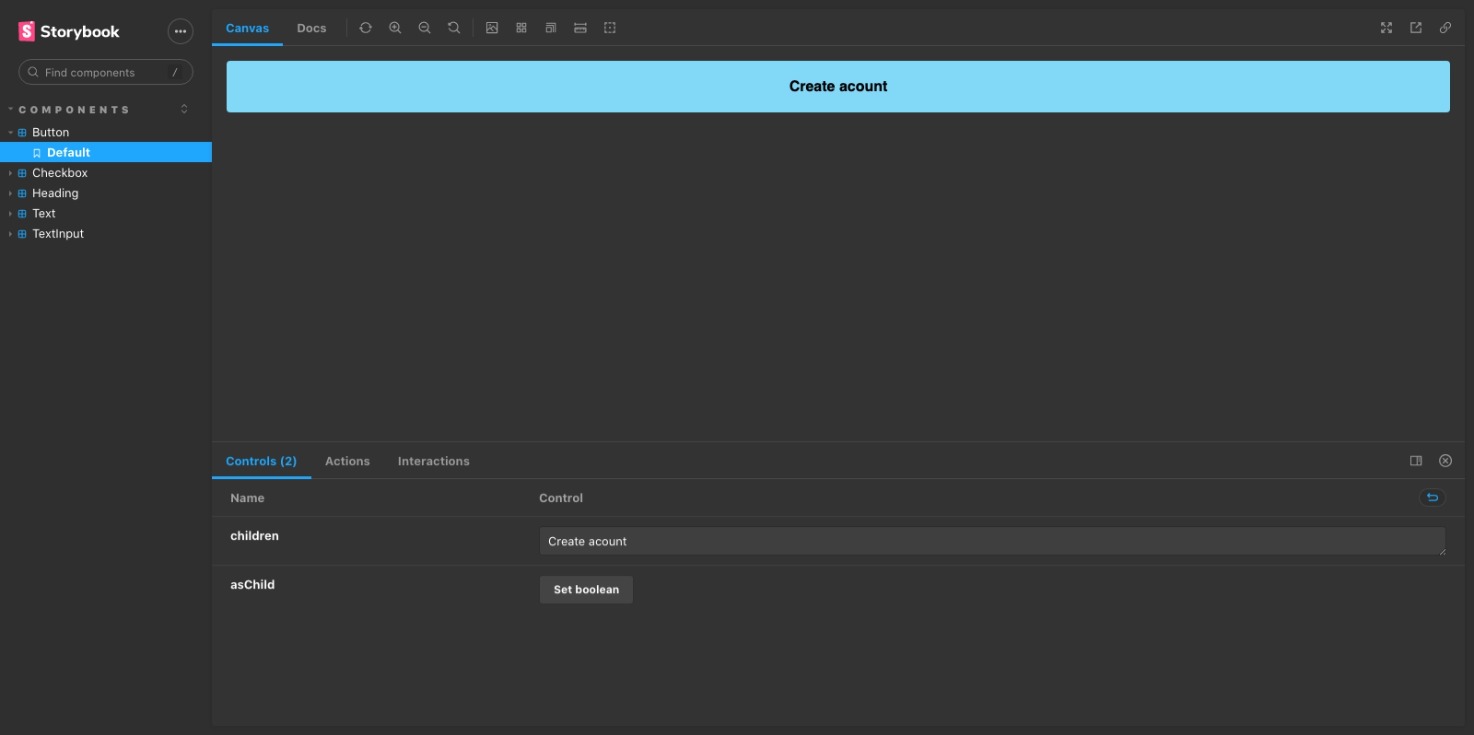 Storybook
Find components /
COMPONENTS
Button
Default
Checkbox
Heading
Text
TextInput
Canvas Docs
Create acount
Controls (2) Actions Interactions
Name Control
children Create acount
asChild Set boolean